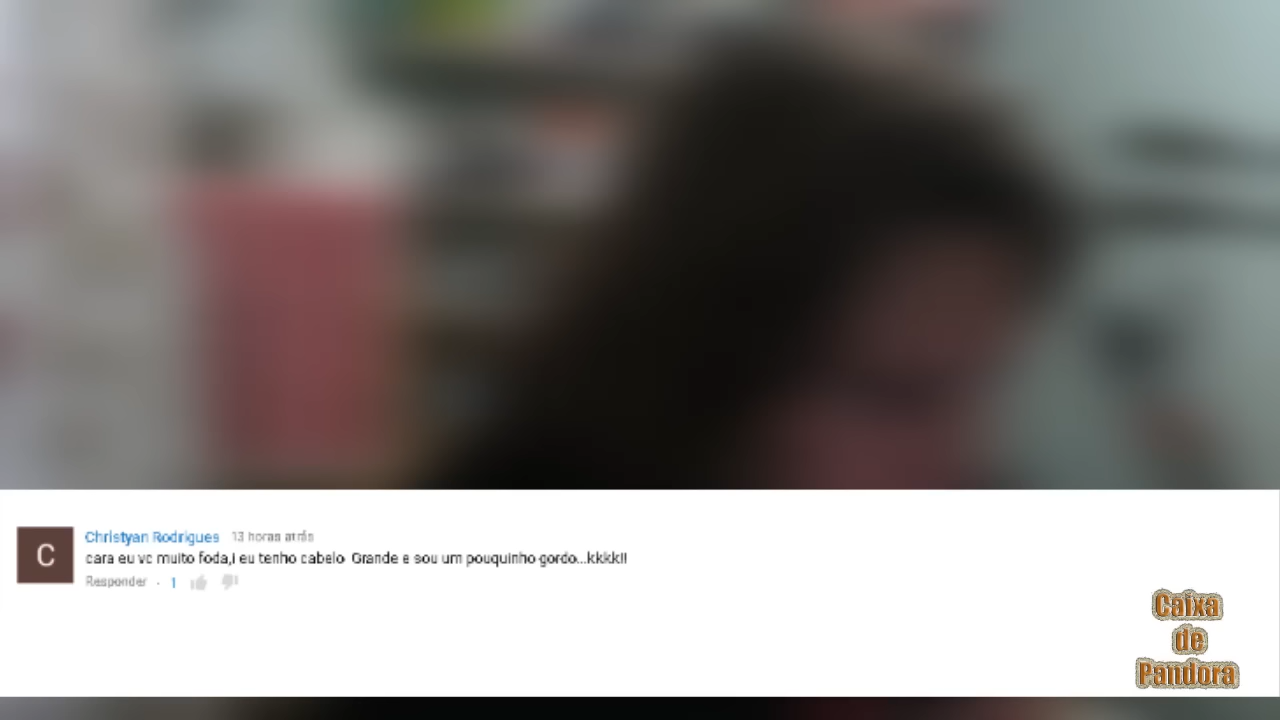 C
Christyan Rodrigues 13 horas atrás
cara eu vc muito foda,i eu tenho cabelo Grande e sou um pouquinho gordo...kkkk!!
Responder · 1
Caixa
de
Pandora